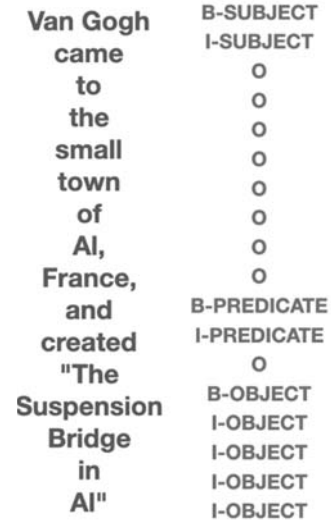 Van Gogh
came
to
the
small
town
of
Al,
France,
and
created
"The
Suspension
Bridge
in
Al"
B-SUBJECT
I-SUBJECT
O
O
O
O
O
O
O
O
B-PREDICATE
I-PREDICATE
O
B-OBJECT
I-OBJECT
I-OBJECT
I-OBJECT
I-OBJECT